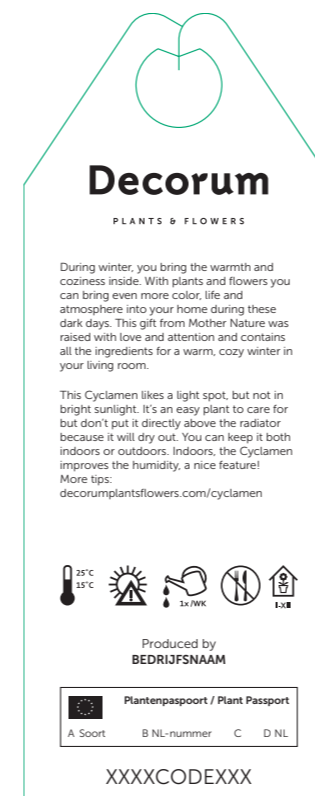 Decorum
PLANTS & FLOWERS
During winter, you bring the warmth and
coziness inside. With plants and flowers you
can bring even more color, life and
atmosphere into your home during these
dark days. This gift from Mother Nature was
raised with love and attention and contains
all the ingredients for a warm, cozy winter in
your living room.
This Cyclamen likes a light spot, but not in
bright sunlight. It's an easy plant to care for
but don't put it directly above the radiator
because it will dry out. You can keep it both
indoors or outdoors. Indoors, the Cyclamen
improves the humidity, a nice feature!
More tips:
decorumplantsflowers.com/cyclamen
25°C
15°C
1x/WK
I-XII
Produced by
BEDRIJFSNAAM
Plantenpaspoort / Plant Passport
A Soort B NL-nummer C D NL
XXXXCODEXXX